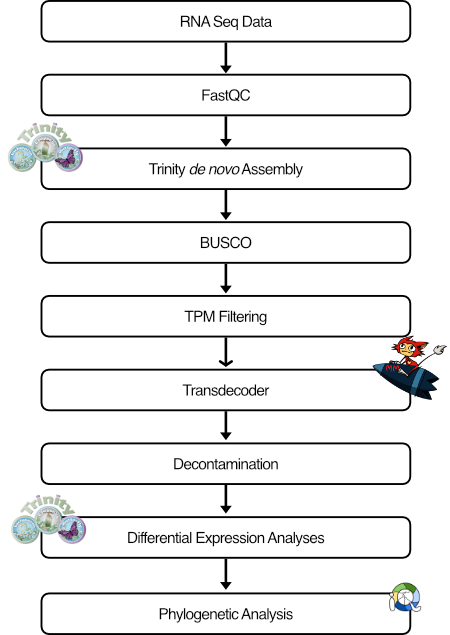 RNA Seq Data
FastQC
Trinity
Trinity de novo Assembly
BUSCO
TPM Filtering
MM
Transdecoder
Decontamination
Trinity
Differential Expression Analyses
Phylogenetic Analysis